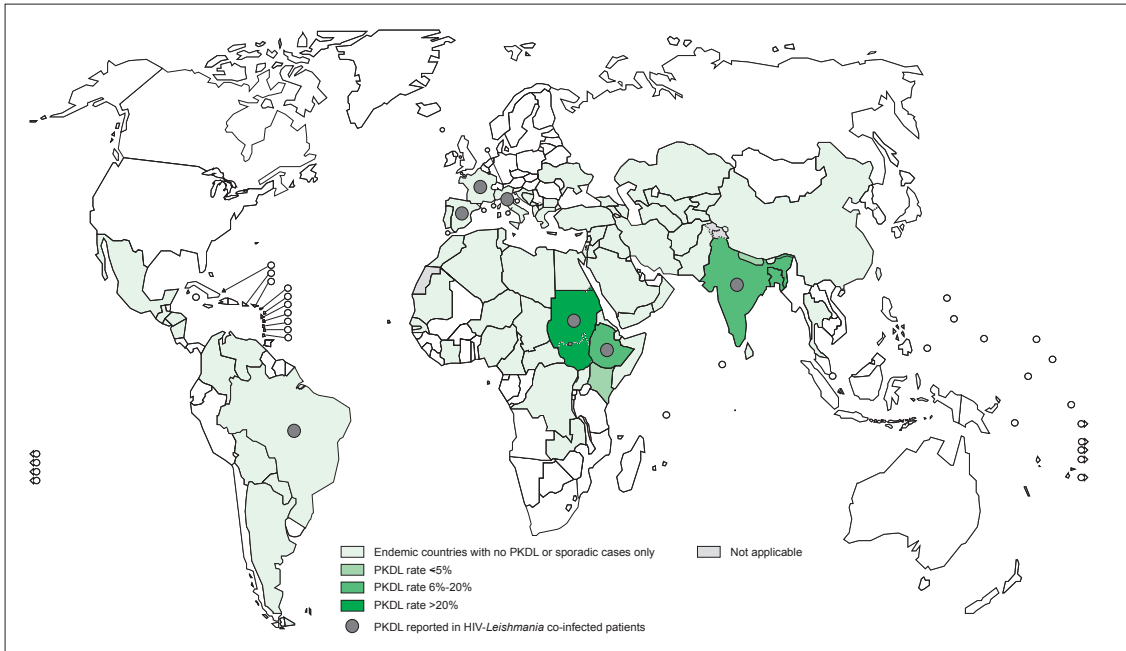 Endemic countries with no PKDL or sporadic cases only
Not applicable
PKDL rate <5%
PKDL rate 6%-20%
PKDL rate >20%
PKDL reported in HIV-Leishmania co-infected patients